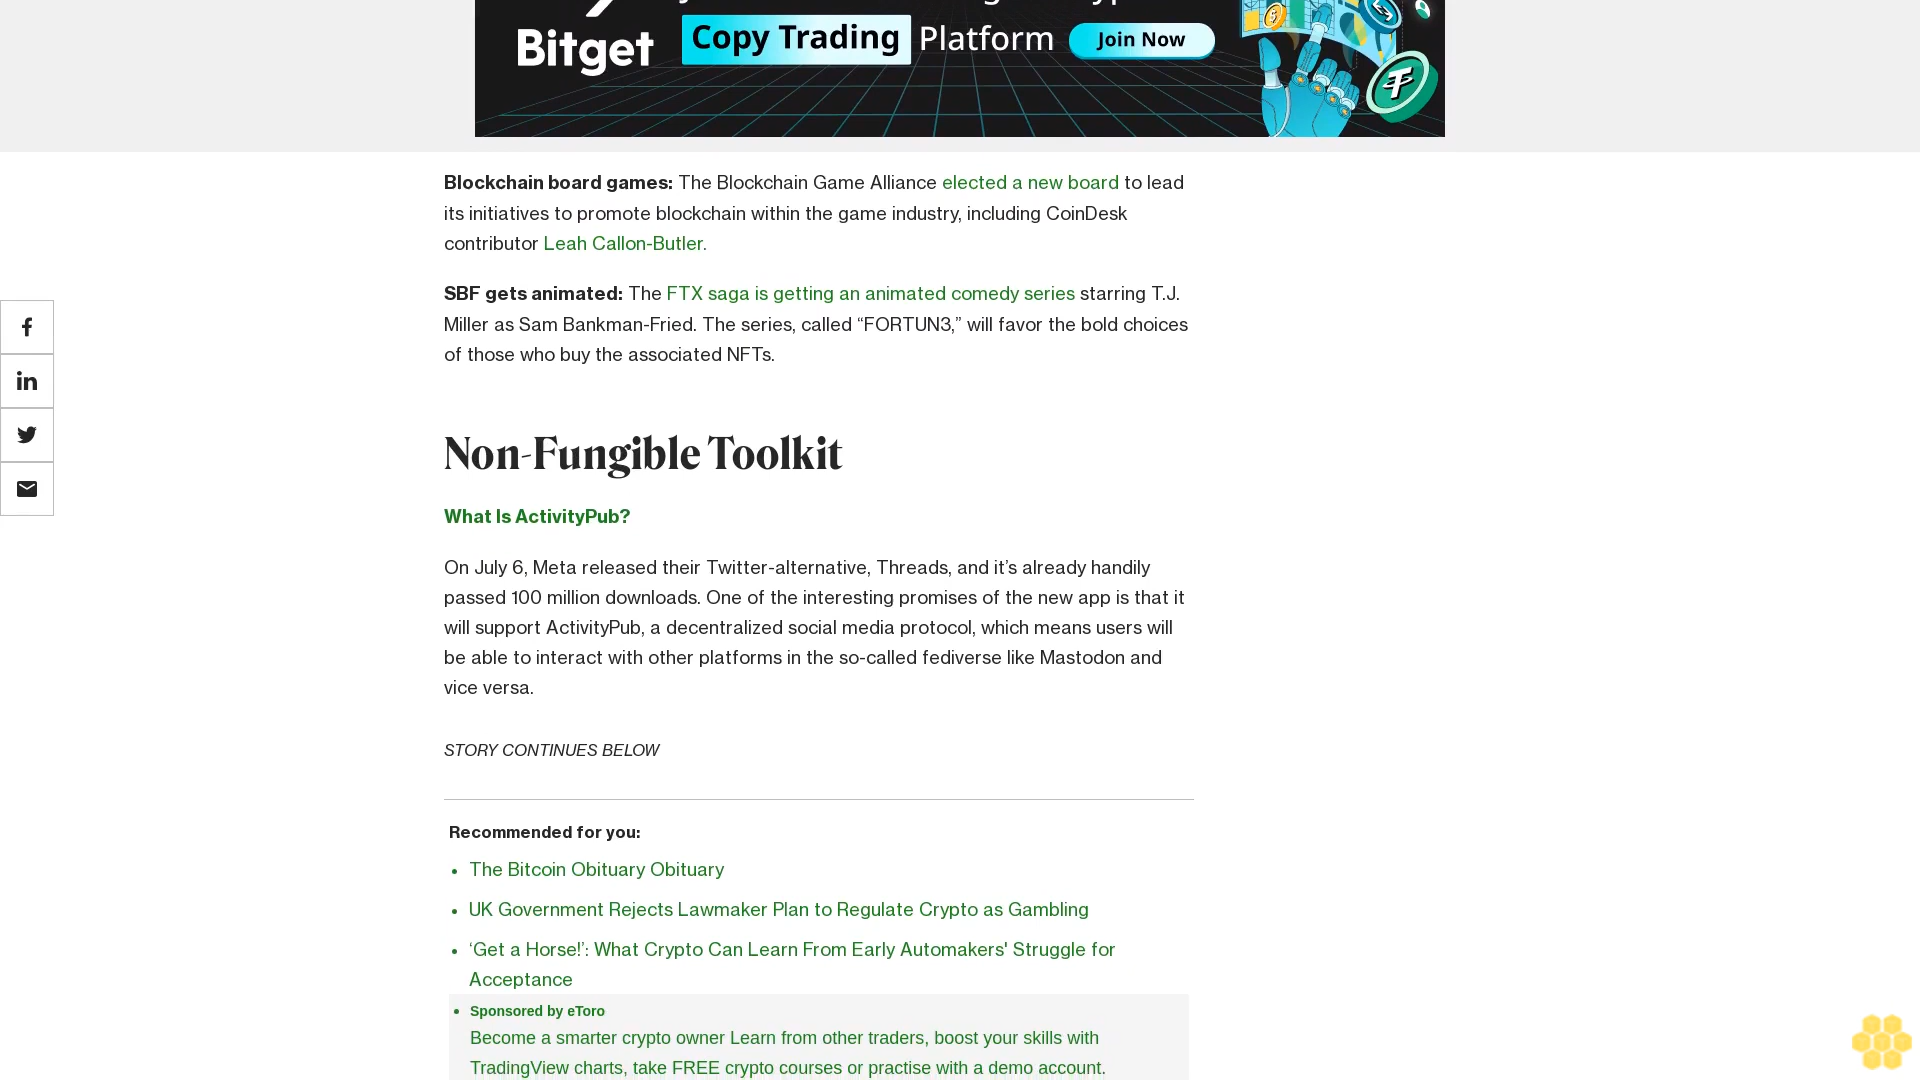 Bitget
Copy Trading Platform
Join Now
Blockchain board games: The Blockchain Game Alliance elected a new board to lead
its initiatives to promote blockchain within the game industry, including CoinDesk
contributor Leah Callon-Butler.
SBF gets animated: The FTX saga is getting an animated comedy series starring T.J.
Miller as Sam Bankman-Fried. The series, called “FORTUN3,” will favor the bold choices
of those who buy the associated NFTs.
Non-Fungible Toolkit
What Is ActivityPub?
On July 6, Meta released their Twitter-alternative, Threads, and it’s already handily
passed 100 million downloads. One of the interesting promises of the new app is that it
will support ActivityPub, a decentralized social media protocol, which means users will
be able to interact with other platforms in the so-called fediverse like Mastodon and
vice versa.
STORY CONTINUES BELOW
Recommended for you:
• The Bitcoin Obituary Obituary
• UK Government Rejects Lawmaker Plan to Regulate Crypto as Gambling
• ‘Get a Horse!’: What Crypto Can Learn From Early Automakers' Struggle for
Acceptance
• Sponsored by eToro
Become a smarter crypto owner Learn from other traders, boost your skills with
TradingView charts, take FREE crypto courses or practise with a demo account.